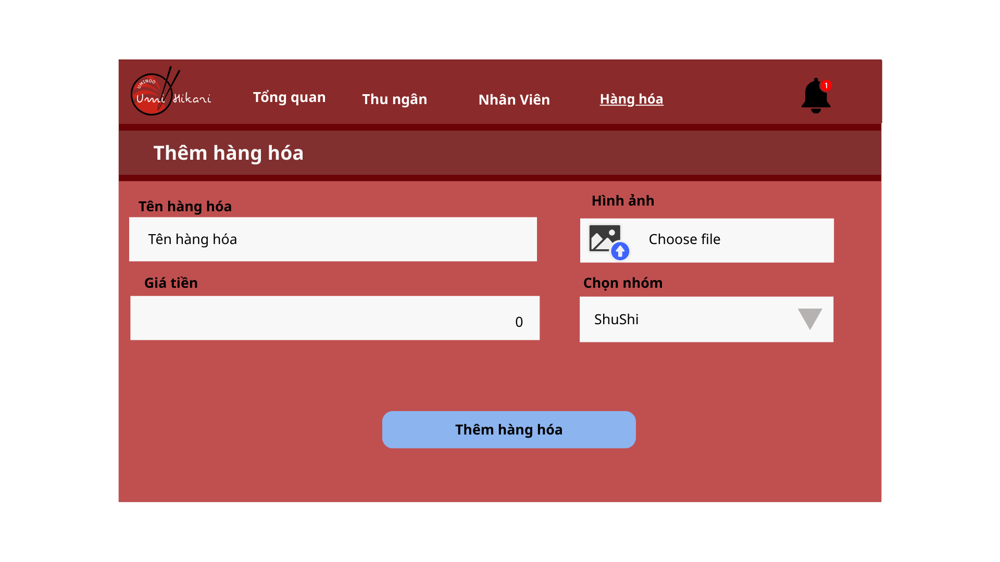 UMINOO
Umi Hikari
Tổng quan
Thu ngân
Nhân Viên
Hàng hóa
1
Thêm hàng hóa
Tên hàng hóa
Hình ảnh
Tên hàng hóa
Choose file
Giá tiền
Chọn nhóm
0
ShuShi
Thêm hàng hóa